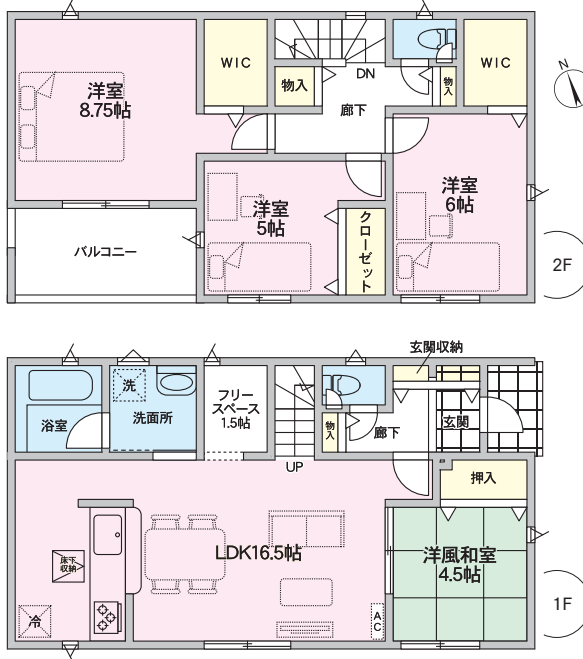 WIC
WIC
N
洋室
8.75帖
物入
DN
廊下
物入
洋室
6帖
洋室
5帖
クローゼット
バルコニー
2F
玄関収納
浴室
洗
洗面所
フリー
スペース
1.5帖
UP
物入
廊下
玄関
押入
LDK16.5帖
洋風和室
4.5帖
床下
収納
冷
AC
1F